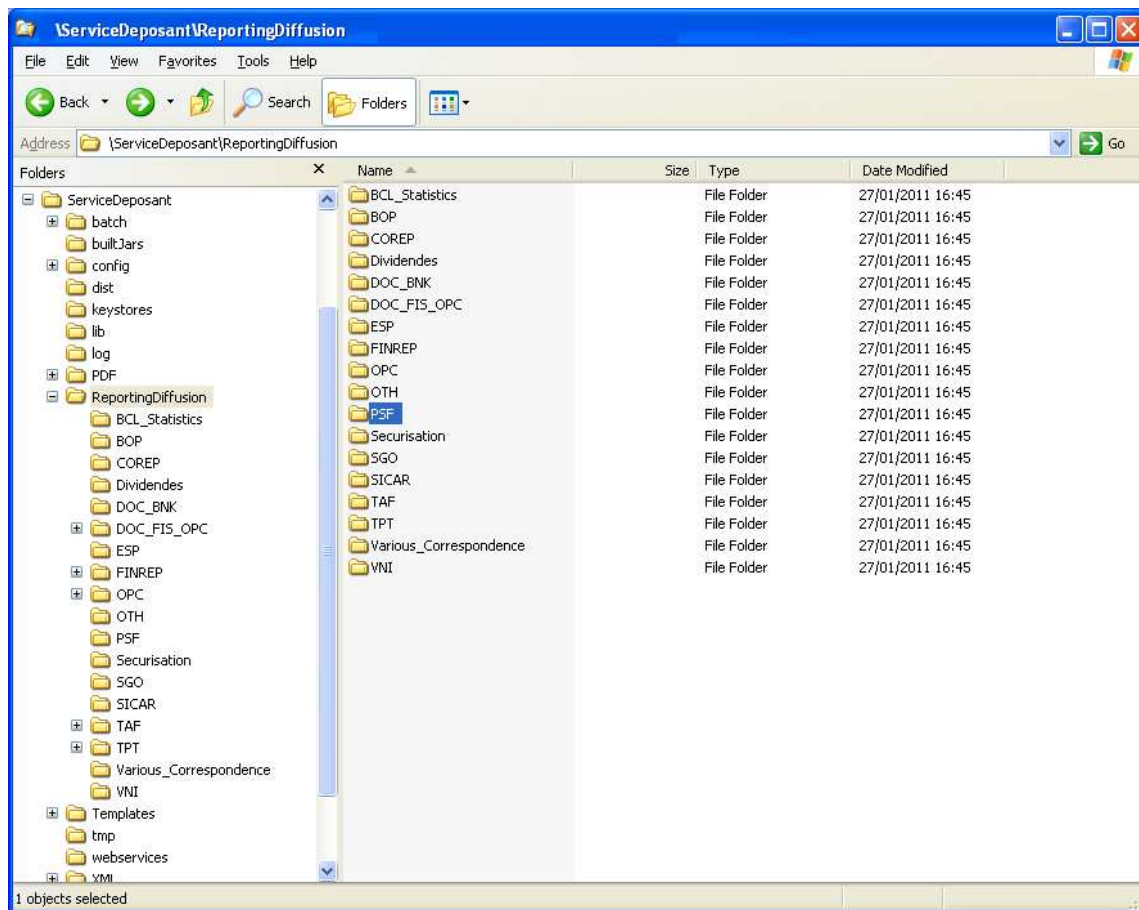 \ServiceDeposant\ReportingDiffusion
File Edit View Favorites Tools Help
Back Search Folders
Address \ServiceDeposant\ReportingDiffusion Go
Folders
ServiceDeposant
batch
builtJars
config
dist
keystores
lib
log
PDF
ReportingDiffusion
BCL_Statistics
BOP
COREP
Dividendes
DOC_BNK
DOC_FIS_OPC
ESP
FINREP
OPC
OTH
PSF
Securisation
SGO
SICAR
TAF
TPT
Various_Correspondence
VNI
Templates
tmp
webservices
XML
Name Size Type Date Modified
BCL_Statistics File Folder 27/01/2011 16:45
BOP File Folder 27/01/2011 16:45
COREP File Folder 27/01/2011 16:45
Dividendes File Folder 27/01/2011 16:45
DOC_BNK File Folder 27/01/2011 16:45
DOC_FIS_OPC File Folder 27/01/2011 16:45
ESP File Folder 27/01/2011 16:45
FINREP File Folder 27/01/2011 16:45
OPC File Folder 27/01/2011 16:45
OTH File Folder 27/01/2011 16:45
PSF File Folder 27/01/2011 16:45
Securisation File Folder 27/01/2011 16:45
SGO File Folder 27/01/2011 16:45
SICAR File Folder 27/01/2011 16:45
TAF File Folder 27/01/2011 16:45
TPT File Folder 27/01/2011 16:45
Various_Correspondence File Folder 27/01/2011 16:45
VNI File Folder 27/01/2011 16:45
1 objects selected